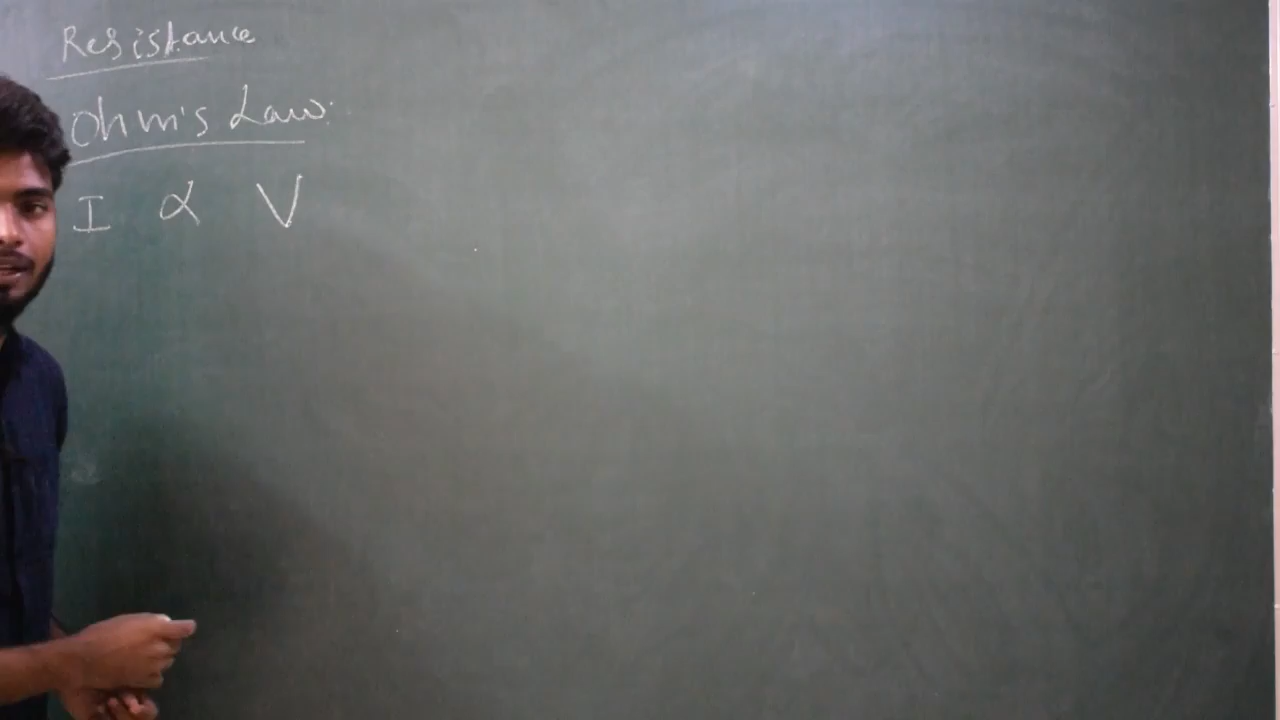 Resistance
Ohm's Law:
I ∝ V